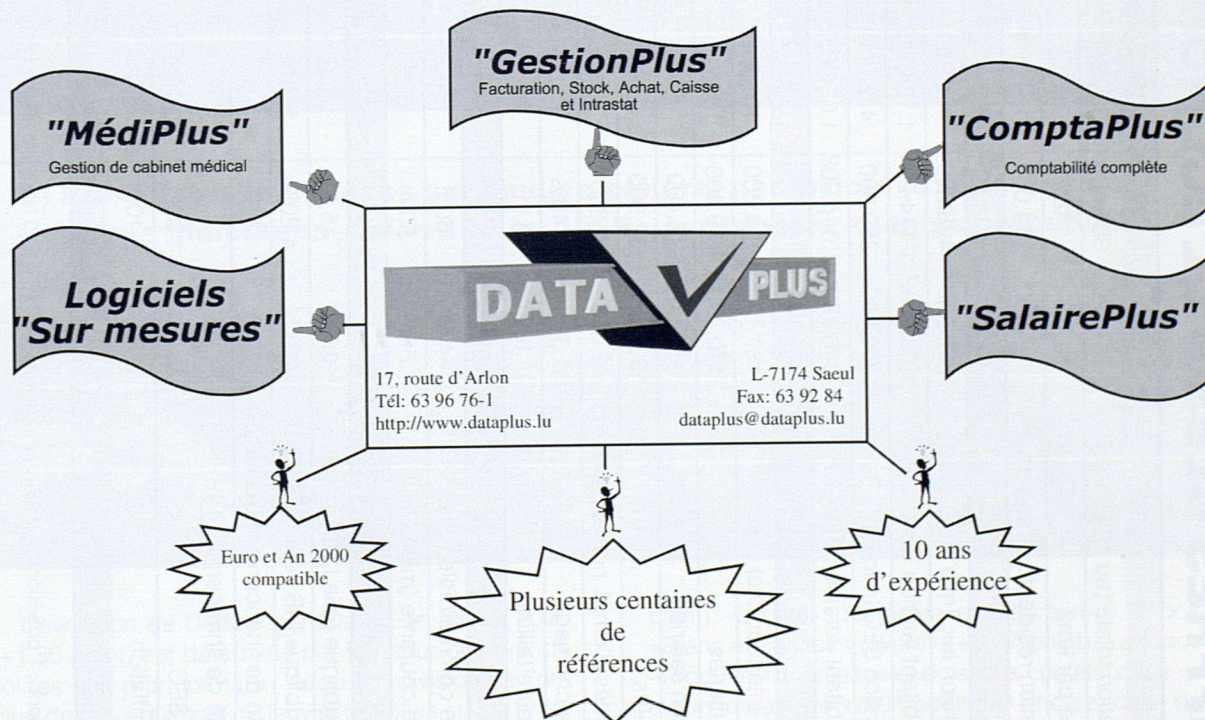 "GestionPlus"
Facturation, Stock, Achat, Caisse
et Intrastat
"MédiPlus"
Gestion de cabinet médical
"ComptaPlus"
Comptabilité complète
Logiciels
"Sur mesures"
DATA PLUS
"SalairePlus"
17, route d'Arlon
Tél: 63 96 76-1
http://www.dataplus.lu
L-7174 Saeul
Fax: 63 92 84
dataplus@dataplus.lu
Euro et An 2000
compatible
Plusieurs centaines
de
références
10 ans
d'expérience